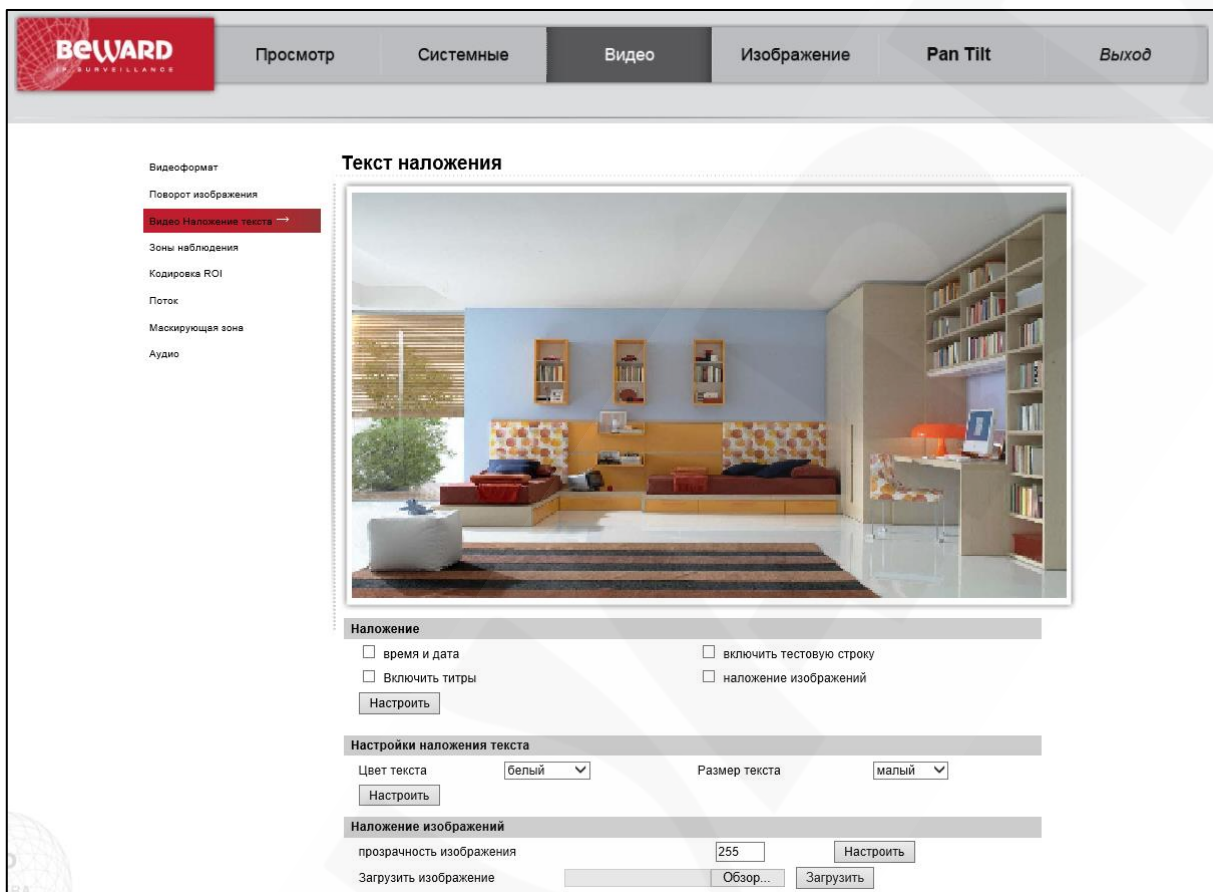 BEWARD
IP SURVEILLANCE
Просмотр
Системные
Видео
Изображение
Pan Tilt
Выход
Видеоформат
Поворот изображения
Видео Наложение текста →
Зоны наблюдения
Кодировка ROI
Поток
Маскирующая зона
Аудио
Текст наложения
Наложение
время и дата
включить тестовую строку
Включить титры
наложение изображений
Настроить
Настройки наложения текста
Цвет текста белый
Размер текста малый
Настроить
Наложение изображений
прозрачность изображения 255 Настроить
Загрузить изображение Обзор... Загрузить